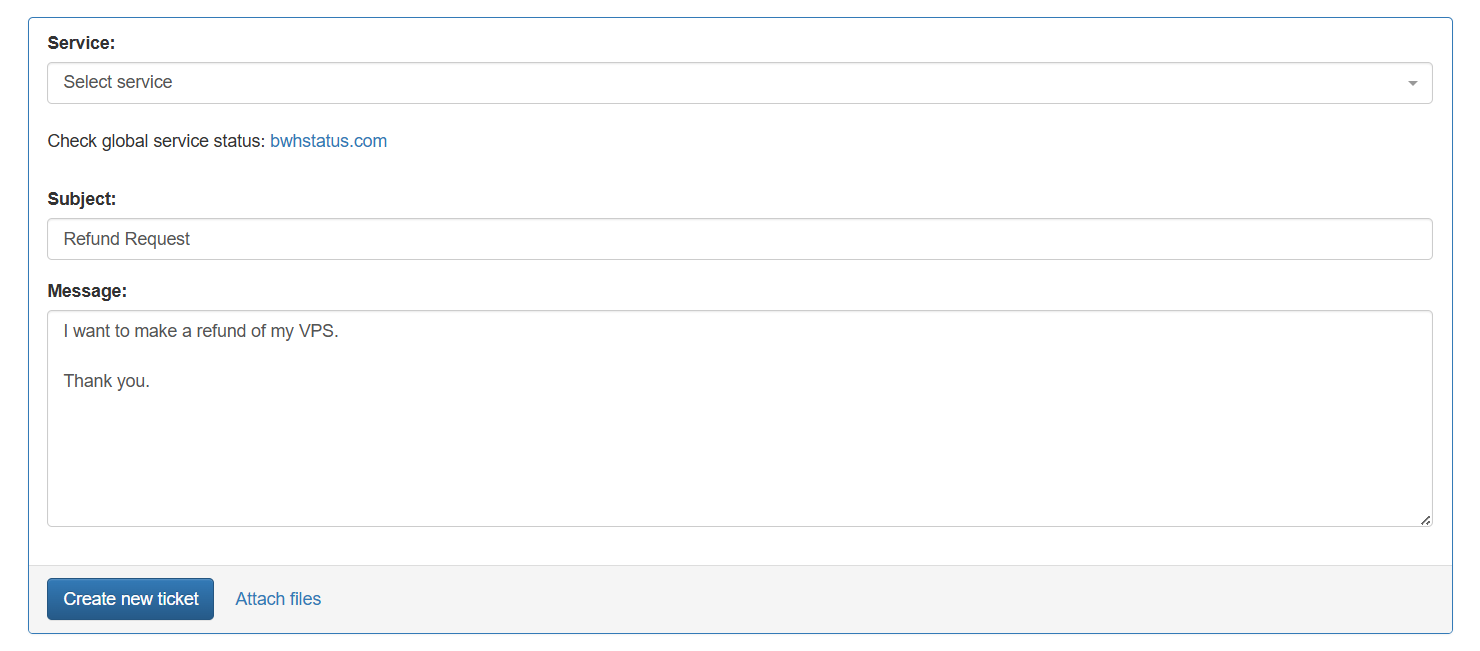 Service:
Select service
Check global service status: bwhstatus.com
Subject:
Refund Request
Message:
I want to make a refund of my VPS.
Thank you.
Create new ticket
Attach files